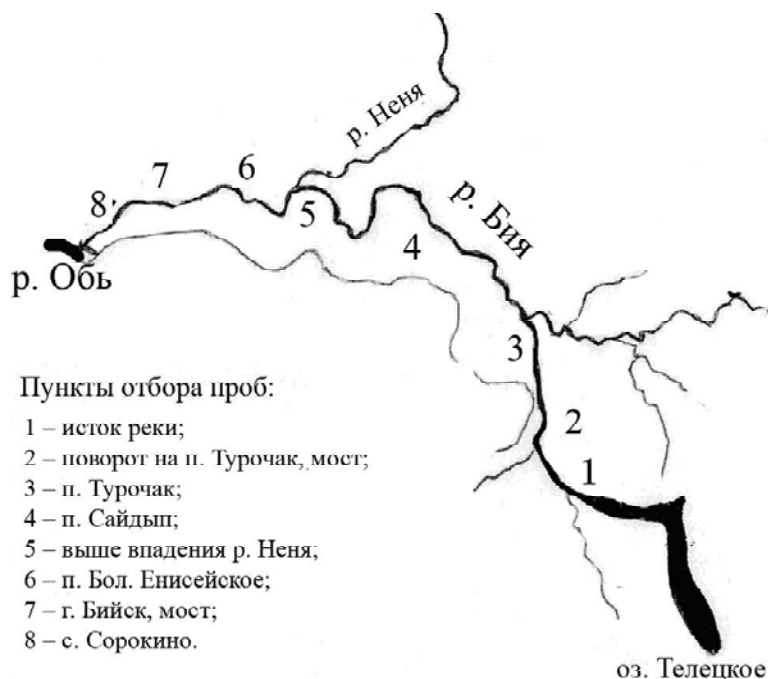 р. Неня
6
7
р. Бия
8
5
4
р. Обь
3
Пункты отбора проб:
1 – исток реки;
2
2 – поворот на п. Турочак, мост;
1
3 – п. Турочак;
4 – п. Сайдып;
5 – выше впадения р. Неня;
6 – п. Бол. Енисейское;
7 – г. Бийск, мост;
8 – с. Сорокино.
оз. Телецкое